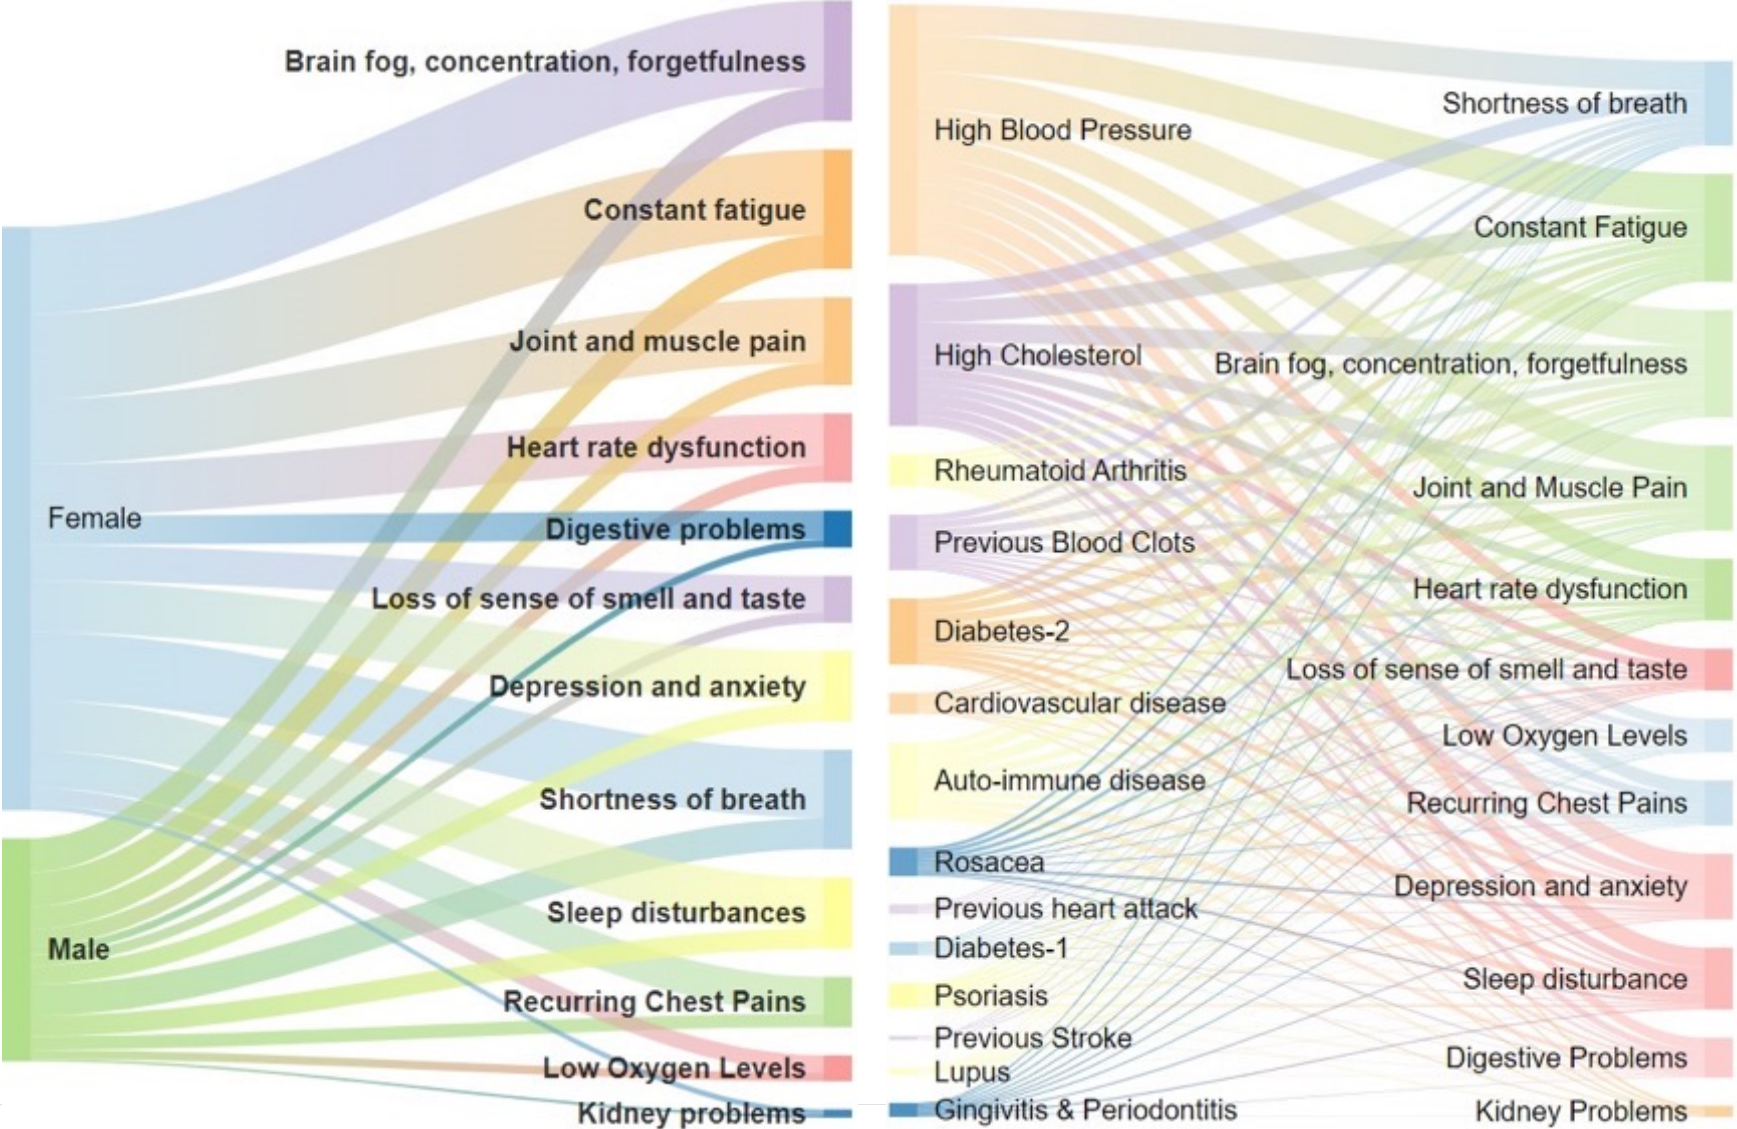 Brain fog, concentration, forgetfulness
Constant fatigue
Joint and muscle pain
Heart rate dysfunction
Female
Digestive problems
Loss of sense of smell and taste
Depression and anxiety
Shortness of breath
Sleep disturbances
Male
Recurring Chest Pains
Low Oxygen Levels
Kidney problems
High Blood Pressure
High Cholesterol
Rheumatoid Arthritis
Previous Blood Clots
Diabetes-2
Cardiovascular disease
Auto-immune disease
Rosacea
Previous heart attack
Diabetes-1
Psoriasis
Previous Stroke
Lupus
Gingivitis & Periodontitis
Shortness of breath
Constant Fatigue
Brain fog, concentration, forgetfulness
Joint and Muscle Pain
Heart rate dysfunction
Loss of sense of smell and taste
Low Oxygen Levels
Recurring Chest Pains
Depression and anxiety
Sleep disturbance
Digestive Problems
Kidney Problems